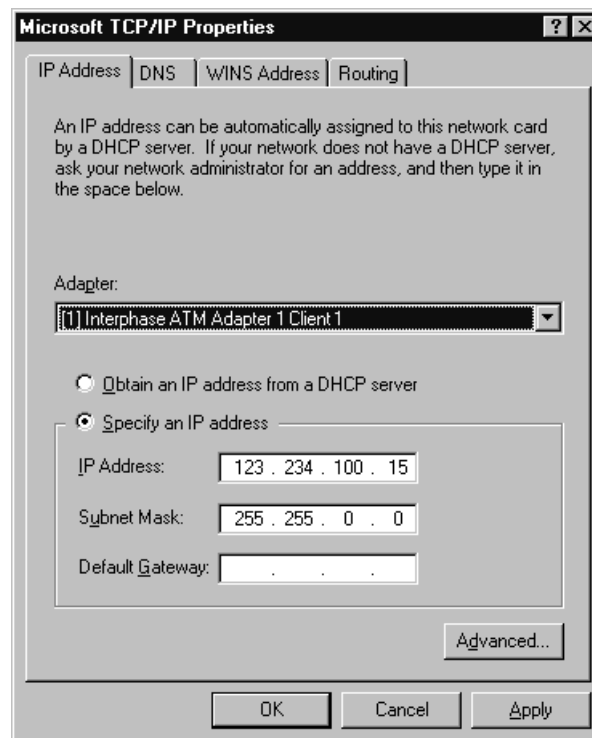 Microsoft TCP/IP Properties
IP Address DNS WINS Address Routing
An IP address can be automatically assigned to this network card
by a DHCP server. If your network does not have a DHCP server,
ask your network administrator for an address, and then type it in
the space below.
Adapter:
[1] Interphase ATM Adapter 1 Client 1
Obtain an IP address from a DHCP server
Specify an IP address
IP Address: 123 . 234 . 100 . 15
Subnet Mask: 255 . 255 . 0 . 0
Default Gateway: . . .
Advanced...
OK Cancel Apply